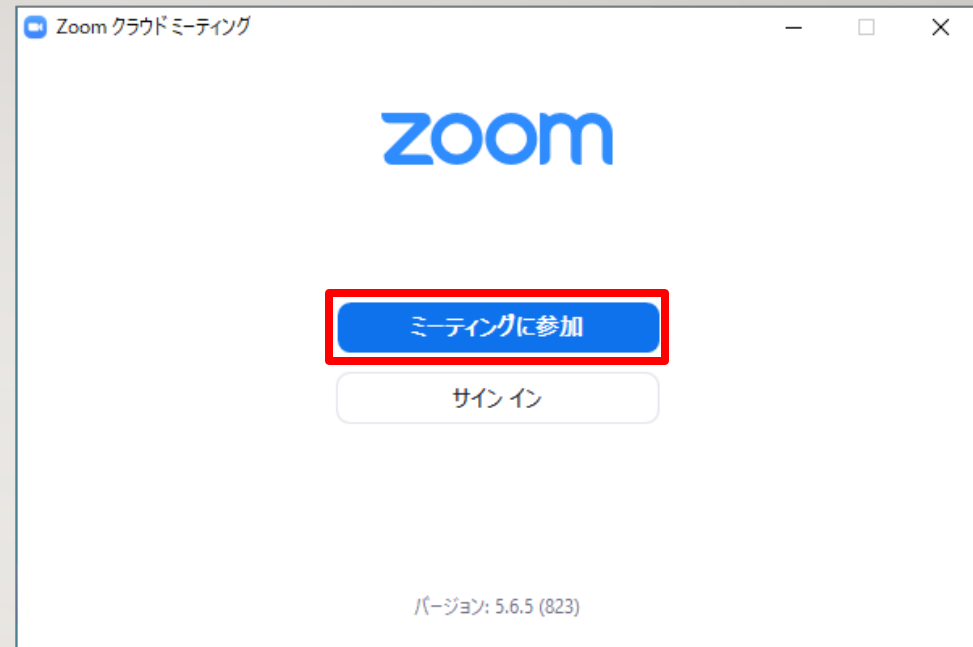 Zoom クラウド ミーティング
zoom
ミーティングに参加
サイン イン
バージョン: 5.6.5 (823)